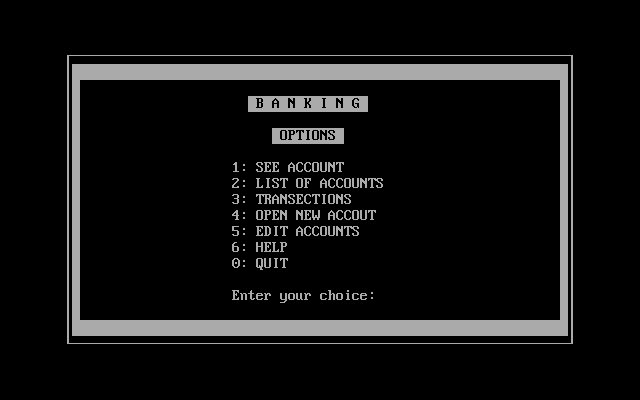 B A N K I N G
OPTIONS
1: SEE ACCOUNT
2: LIST OF ACCOUNTS
3: TRANSECTIONS
4: OPEN NEW ACCOUT
5: EDIT ACCOUNTS
6: HELP
0: QUIT
Enter your choice: